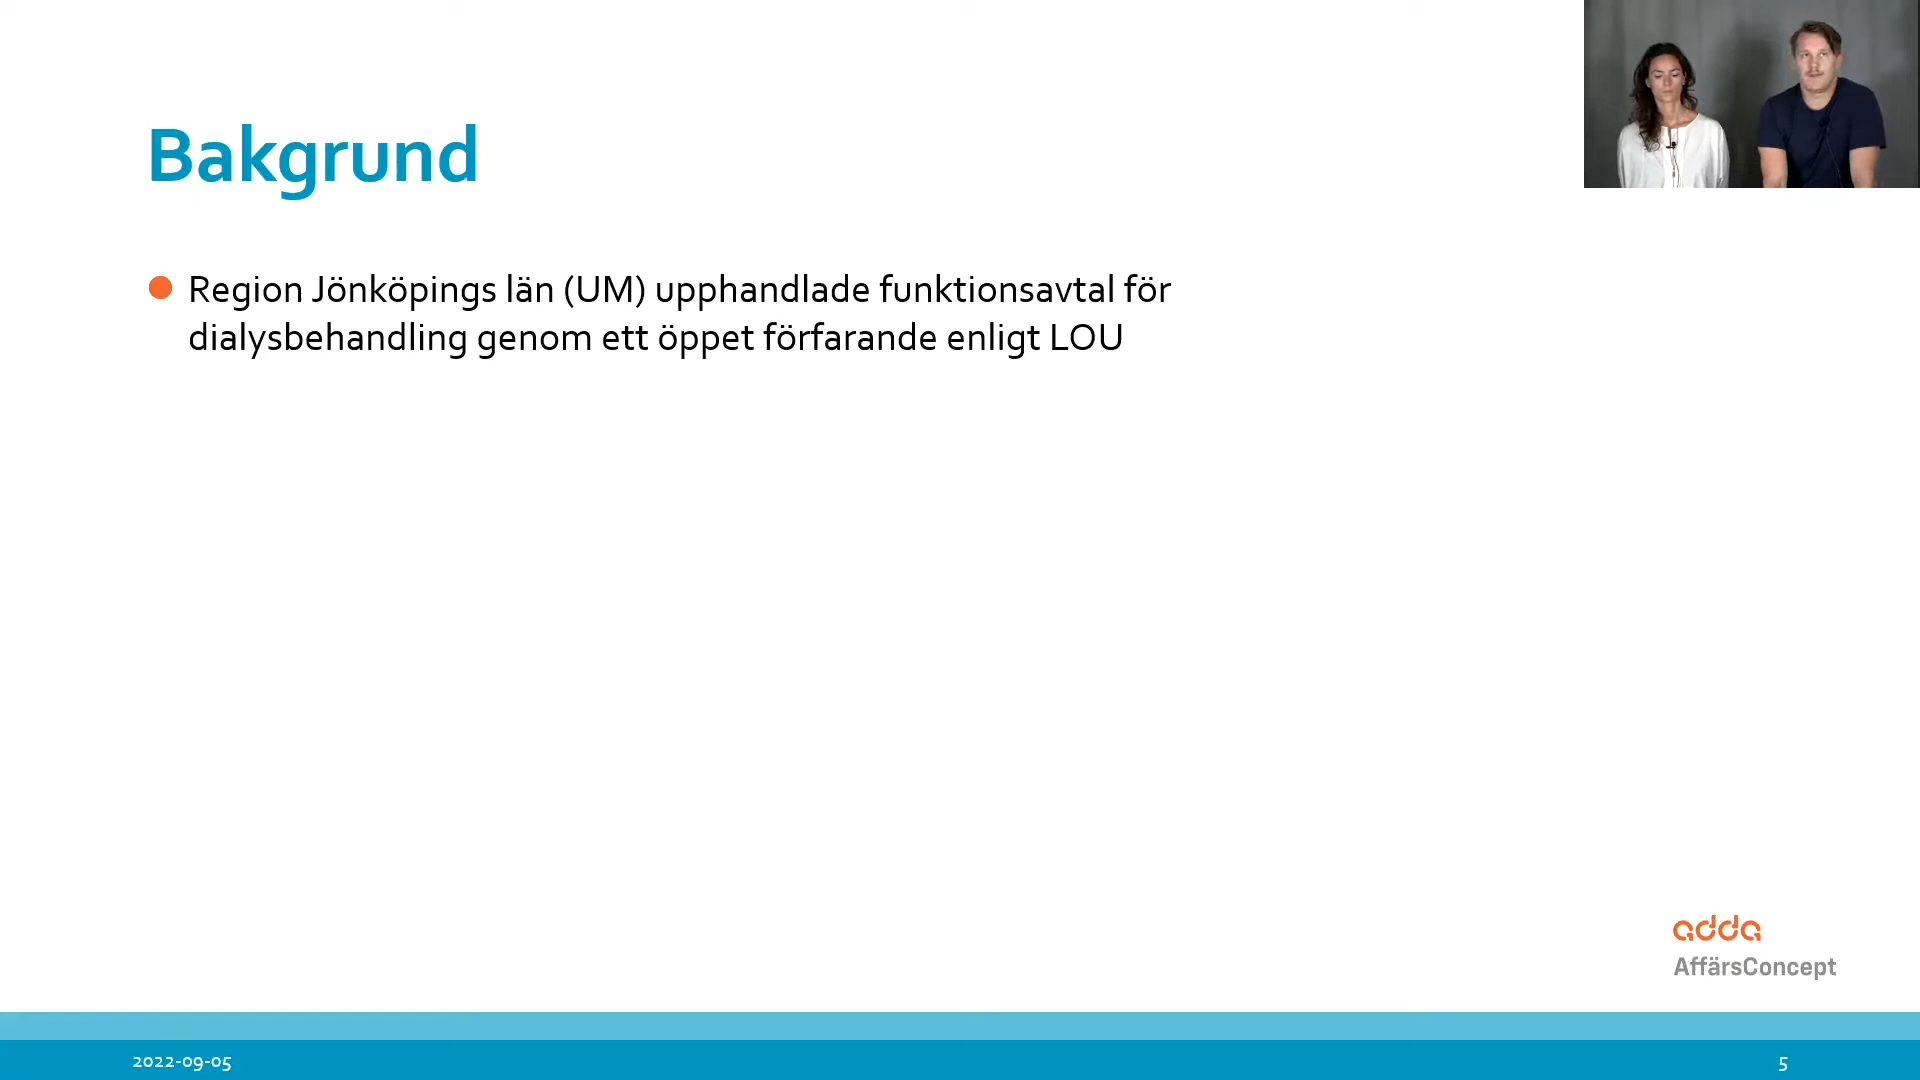 Bakgrund
Region Jönköpings län (UM) upphandlade funktionsavtal för
dialysbehandling genom ett öppet förfarande enligt LOU
adda
AffärsConcept
2022-09-05
5